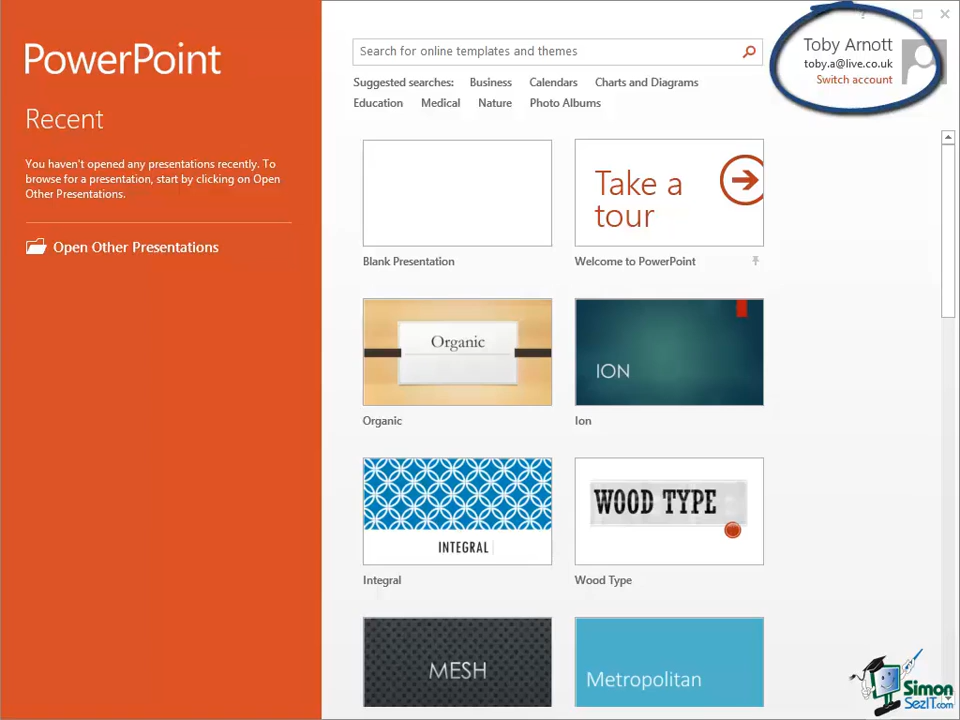 PowerPoint
Recent
You haven't opened any presentations recently. To
browse for a presentation, start by clicking on Open
Other Presentations.
Open Other Presentations
Search for online templates and themes
Suggested searches: Business Calendars Charts and Diagrams
Education Medical Nature Photo Albums
Toby Arnott
toby.a@live.co.uk
Switch account
Blank Presentation
Take a
tour
Welcome to PowerPoint
Organic
Organic
ION
Ion
INTEGRAL
Integral
WOOD TYPE
Wood Type
MESH
Metropolitan
Simon
SezIT.com